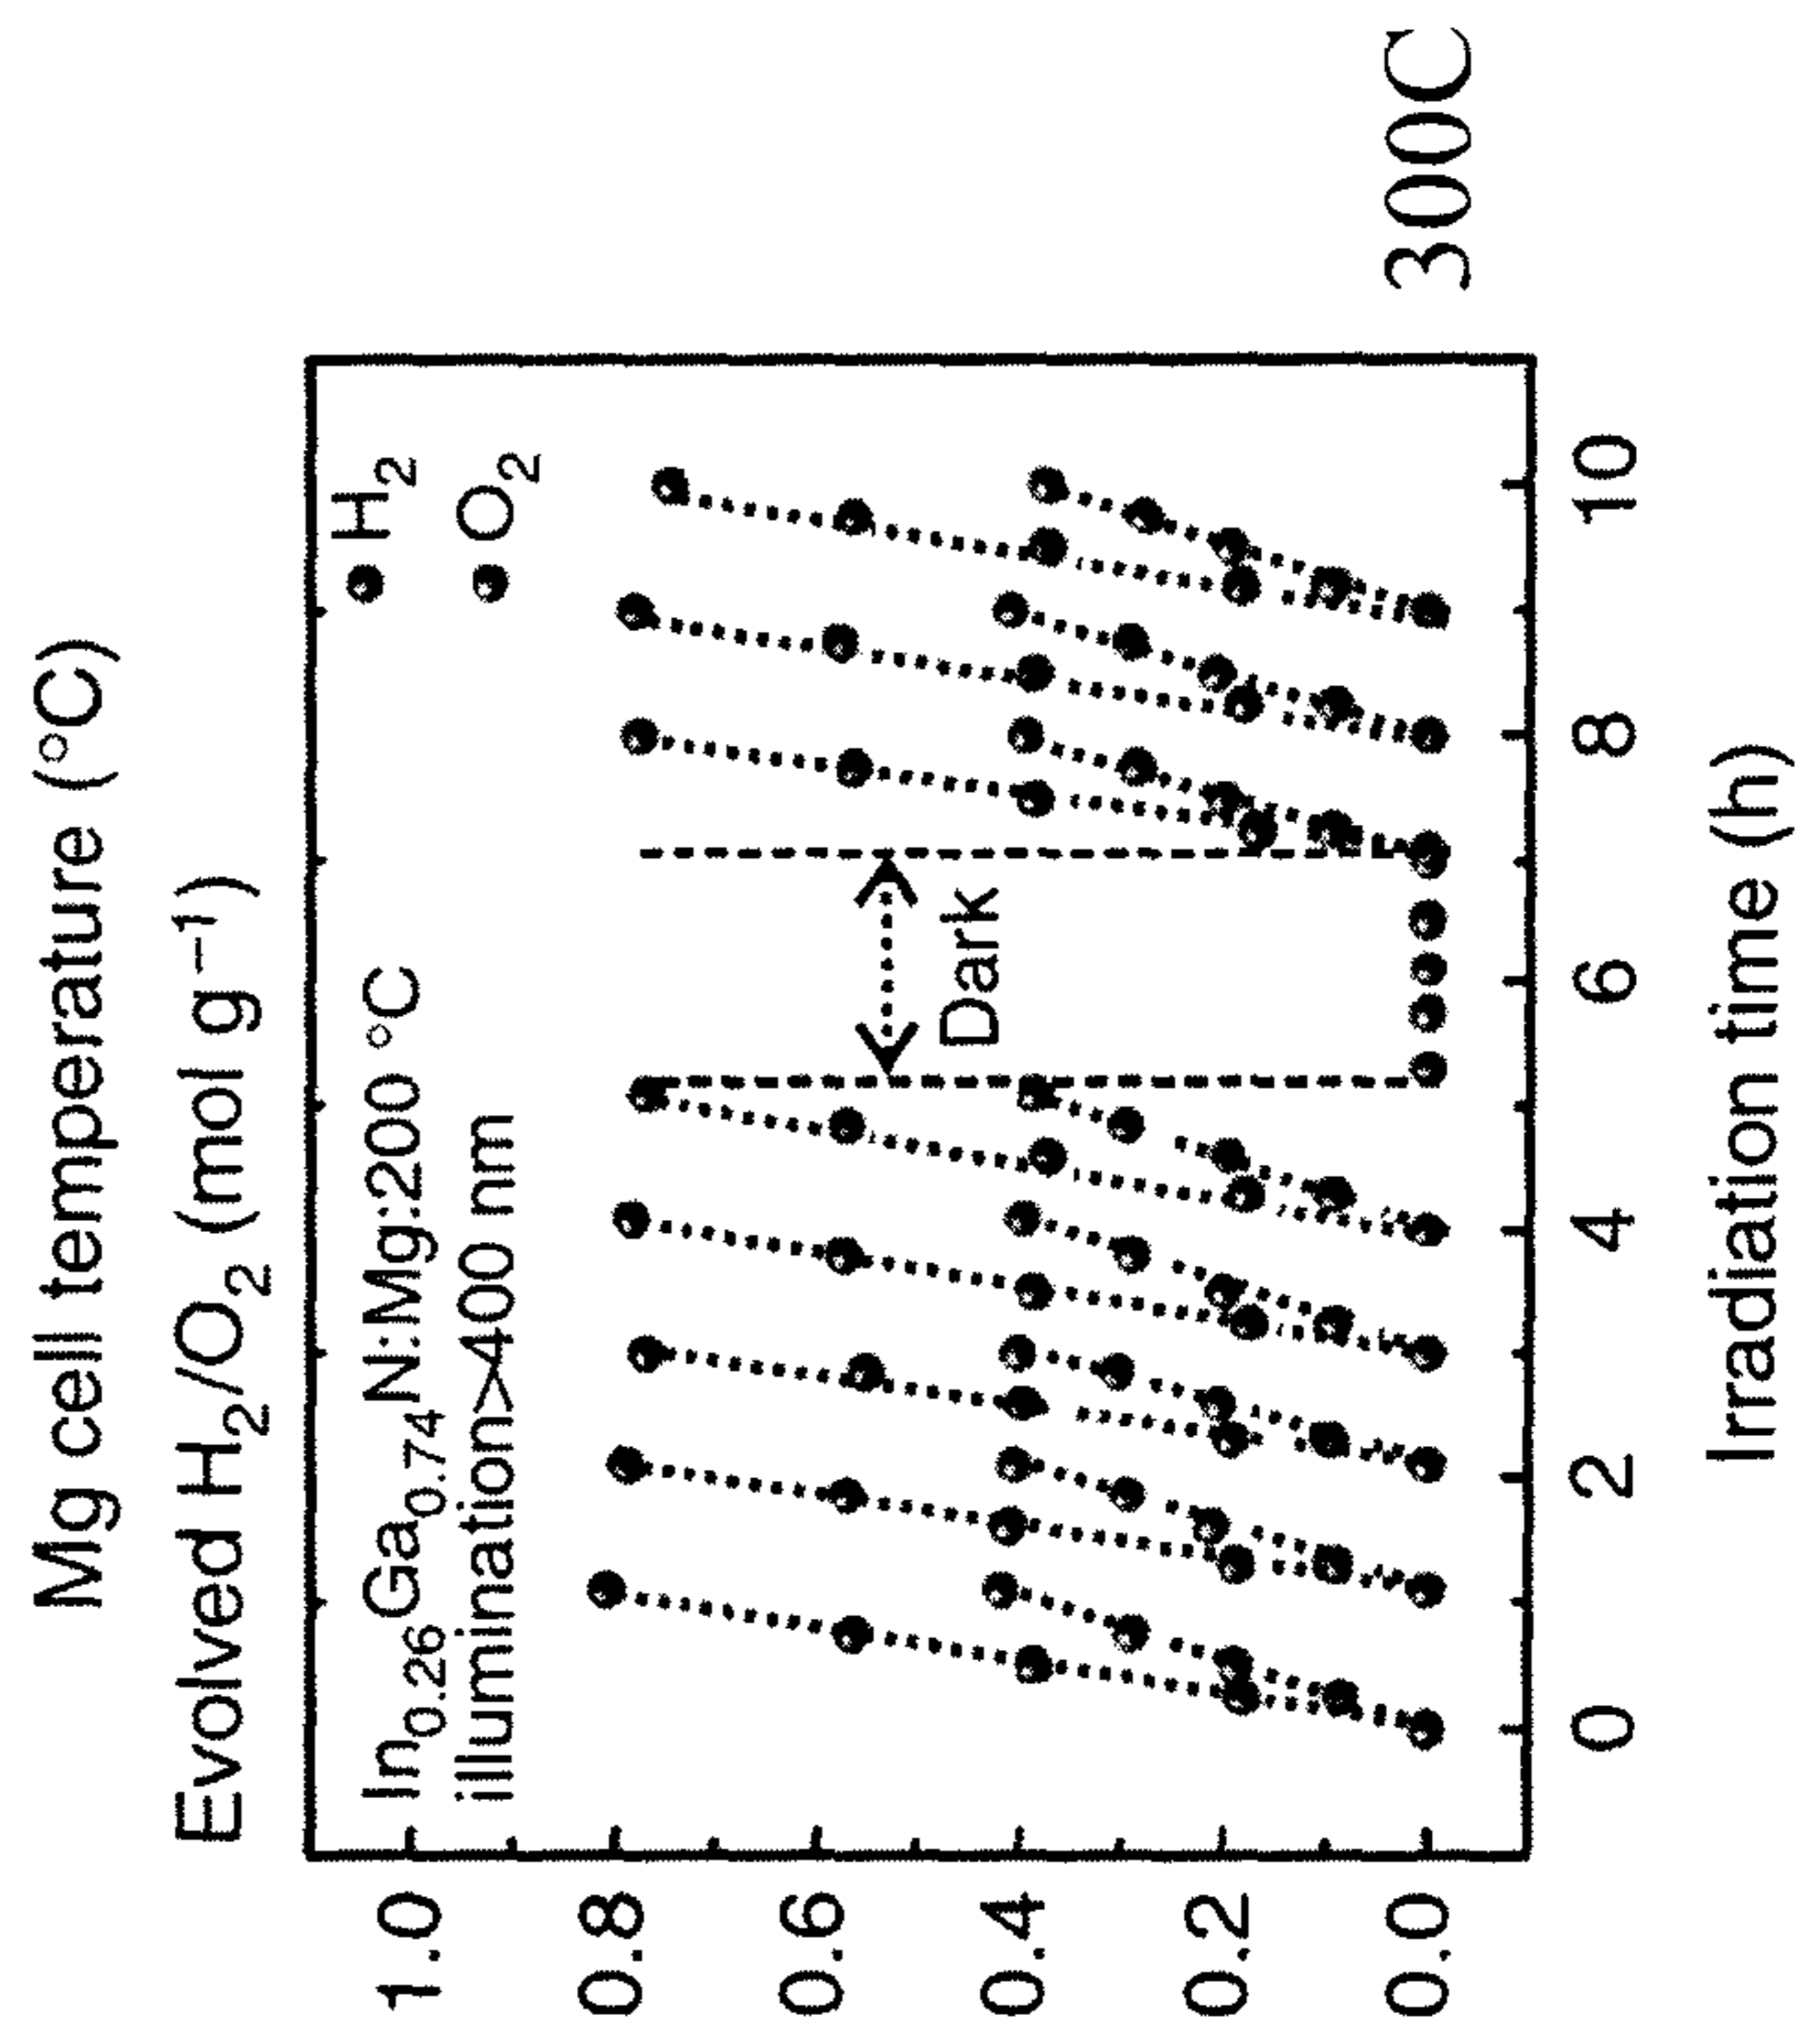 Mg cell temperature (°C)
Evolved H₂/O₂ (mol g⁻¹)
In₀.₂₆Ga₀.₇₄N:Mg:200 °C
illumination>400 nm
H₂
O₂
Dark
1.0
0.8
0.6
0.4
0.2
0.0
300C
0 2 4 6 8 10
Irradiation time (h)